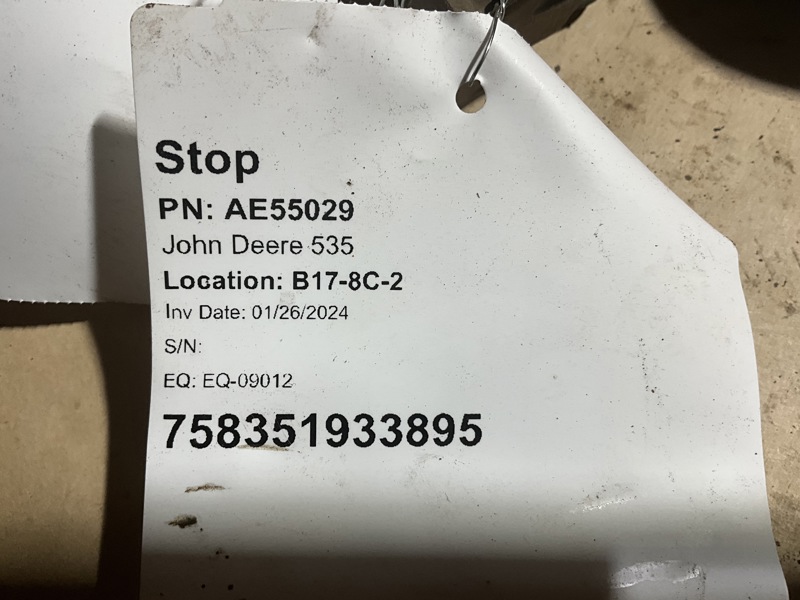 Stop
PN: AE55029
John Deere 535
Location: B17-8C-2
Inv Date: 01/26/2024
S/N:
EQ: EQ-09012
758351933895